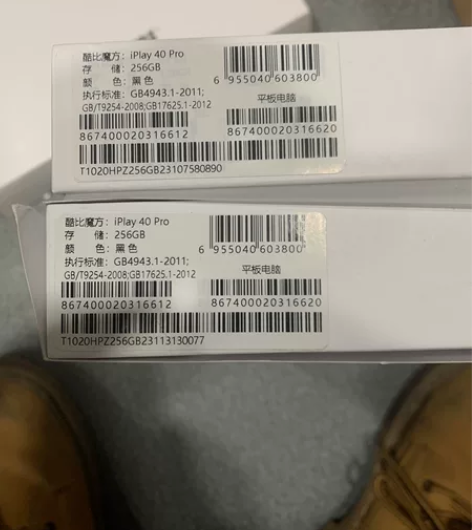 酷比魔方：iPlay 40 Pro
存　储：256GB
颜　色：黑色
执行标准：GB4943.1-2011;
GB/T9254-2008;GB17625.1-2012
6 955040 603800
平板电脑
867400020316612
867400020316620
T1020HPZ256GB23107580890
酷比魔方：iPlay 40 Pro
存　储：256GB
颜　色：黑色
执行标准：GB4943.1-2011;
GB/T9254-2008;GB17625.1-2012
6 955040 603800
平板电脑
867400020316612
867400020316620
T1020HPZ256GB23113130077